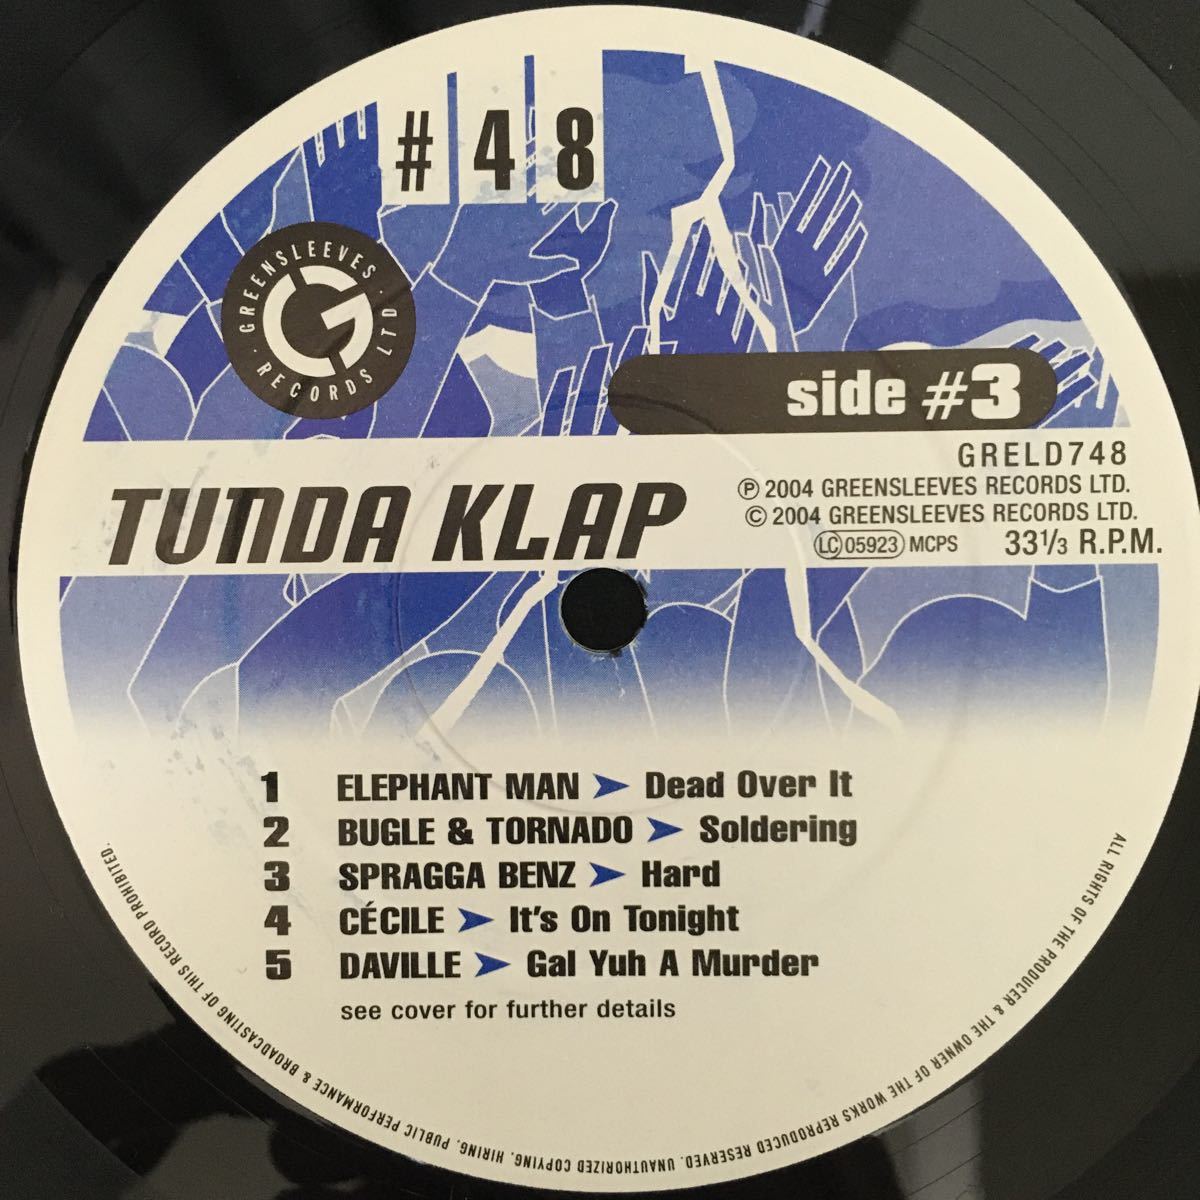 #48
GREENSLEEVES · RECORDS LTD ·
side #3
GRELD748
TUNDA KLAP
Ⓟ 2004 GREENSLEEVES RECORDS LTD.
© 2004 GREENSLEEVES RECORDS LTD.
LC 05923 MCPS 33⅓ R.P.M.
1 ELEPHANT MAN ➤ Dead Over It
2 BUGLE & TORNADO ➤ Soldering
3 SPRAGGA BENZ ➤ Hard
4 CÉCILE ➤ It's On Tonight
5 DAVILLE ➤ Gal Yuh A Murder
see cover for further details
ALL RIGHTS OF THE PRODUCER & THE OWNER OF THE WORKS REPRODUCED RESERVED. UNAUTHORIZED COPYING, HIRING, PUBLIC PERFORMANCE & BROADCASTING OF THIS RECORD PROHIBITED.